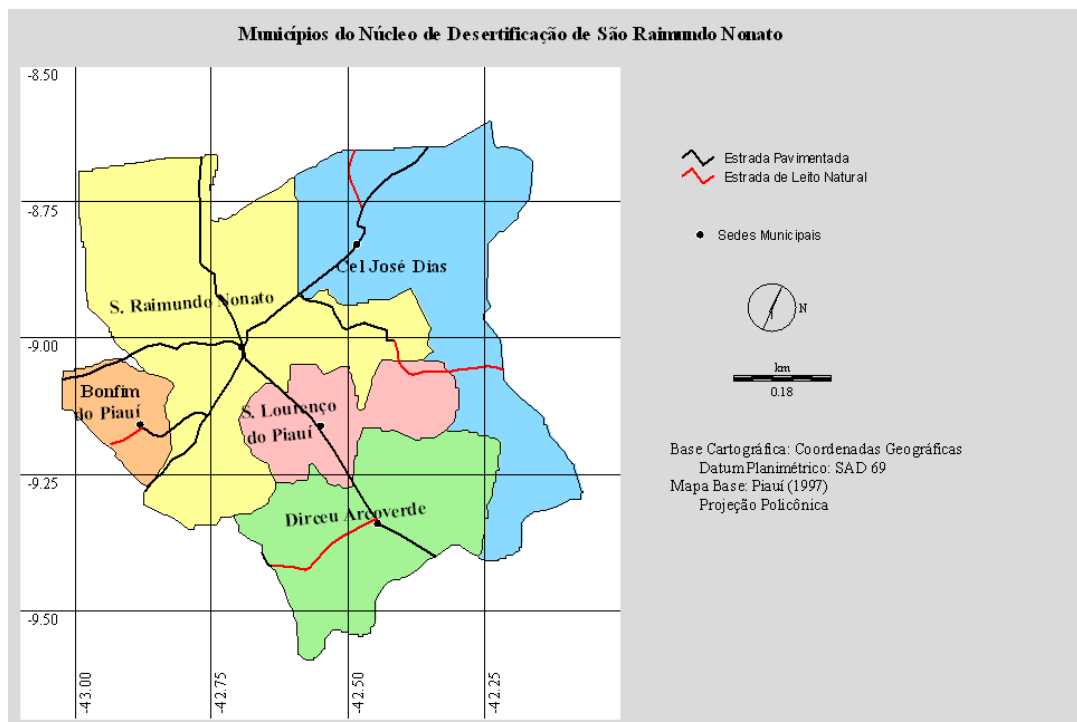 Municípios do Núcleo de Desertificação de São Raimundo Nonato
-8.50
-8.75
-9.00
-9.25
-9.50
-43.00
-42.75
-42.50
-42.25
Cel José Dias
S. Raimundo Nonato
Bonfim
do Piauí
S. Lourenço
do Piauí
Dirceu Arcoverde
Estrada Pavimentada
Estrada de Leito Natural
Sedes Municipais
N
km
0.18
Base Cartográfica: Coordenadas Geográficas
Datum Planimétrico: SAD 69
Mapa Base: Piauí (1997)
Projeção Policônica